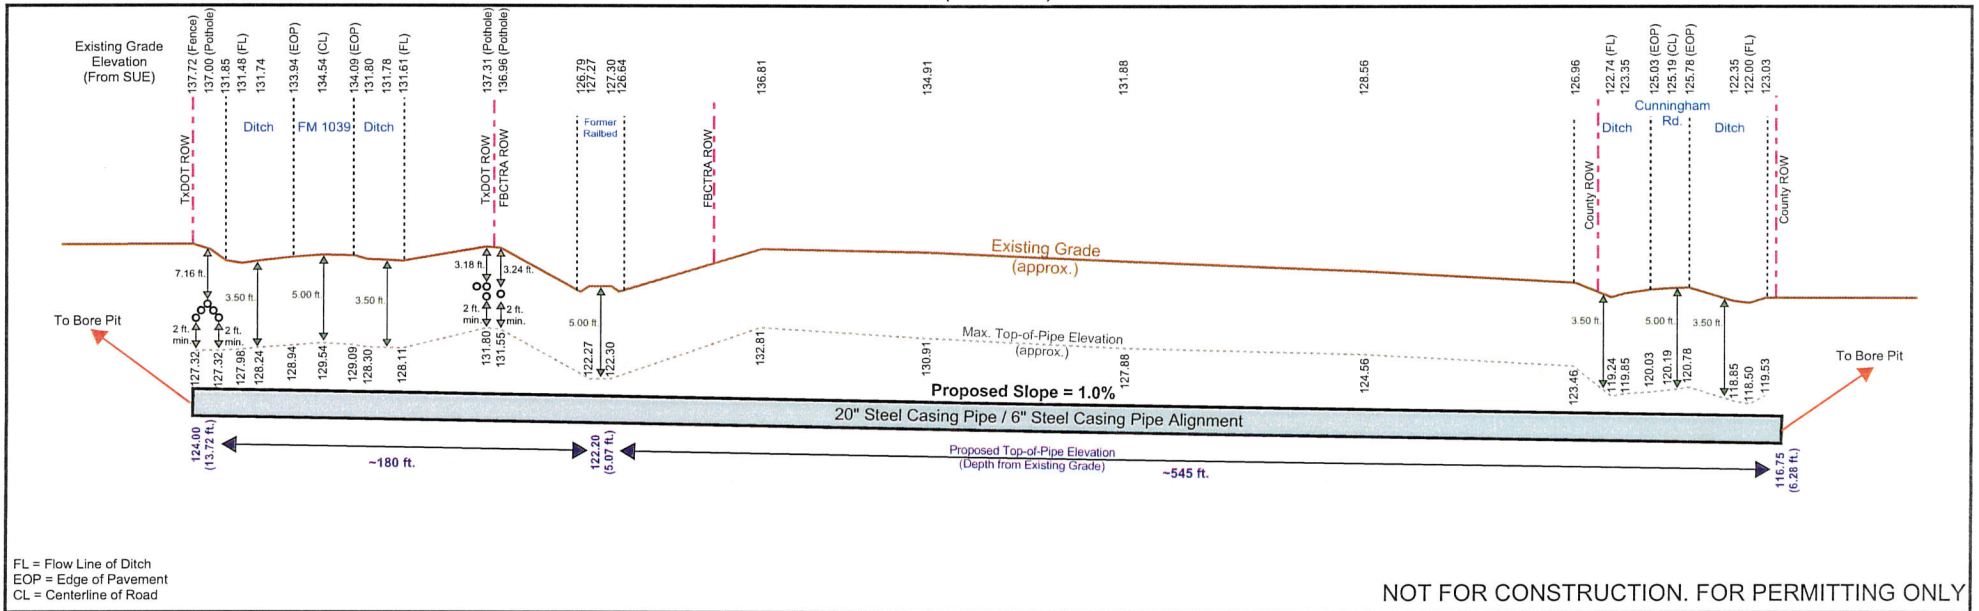 Existing Grade
Elevation
(From SUE)
137.72 (Fence)
137.00 (Pothole)
131.85
131.48 (FL)
131.74
133.94 (EOP)
134.54 (CL)
134.09 (EOP)
131.80
131.78
131.61 (FL)
137.31 (Pothole)
136.96 (Pothole)
126.79
127.27
127.30
126.64
136.81
134.91
131.88
128.56
126.96
122.74 (FL)
123.35
125.03 (EOP)
125.19 (CL)
125.78 (EOP)
122.35
122.00 (FL)
123.03
TxDOT ROW
Ditch
FM 1039
Ditch
TxDOT ROW
FBCTRA ROW
Former
Railbed
FBCTRA ROW
County ROW
Ditch
Cunningham
Rd.
Ditch
County ROW
Existing Grade
(approx.)
7.16 ft.
3.50 ft.
5.00 ft.
3.50 ft.
3.18 ft.
3.24 ft.
2 ft.
min.
2 ft.
min.
2 ft.
min.
2 ft.
min.
5.00 ft.
3.50 ft.
5.00 ft.
3.50 ft.
To Bore Pit
Max. Top-of-Pipe Elevation
(approx.)
To Bore Pit
127.32
127.32
127.98
128.24
128.94
129.54
129.09
128.30
128.11
131.80
131.55
122.27
122.30
132.81
130.91
127.88
124.56
123.46
119.24
119.85
120.03
120.19
120.78
118.85
118.50
119.53
Proposed Slope = 1.0%
20" Steel Casing Pipe / 6" Steel Casing Pipe Alignment
124.00
(13.72 ft.)
~180 ft.
122.20
(5.07 ft.)
Proposed Top-of-Pipe Elevation
(Depth from Existing Grade)
~545 ft.
116.75
(6.28 ft.)
FL = Flow Line of Ditch
EOP = Edge of Pavement
CL = Centerline of Road
NOT FOR CONSTRUCTION. FOR PERMITTING ONLY